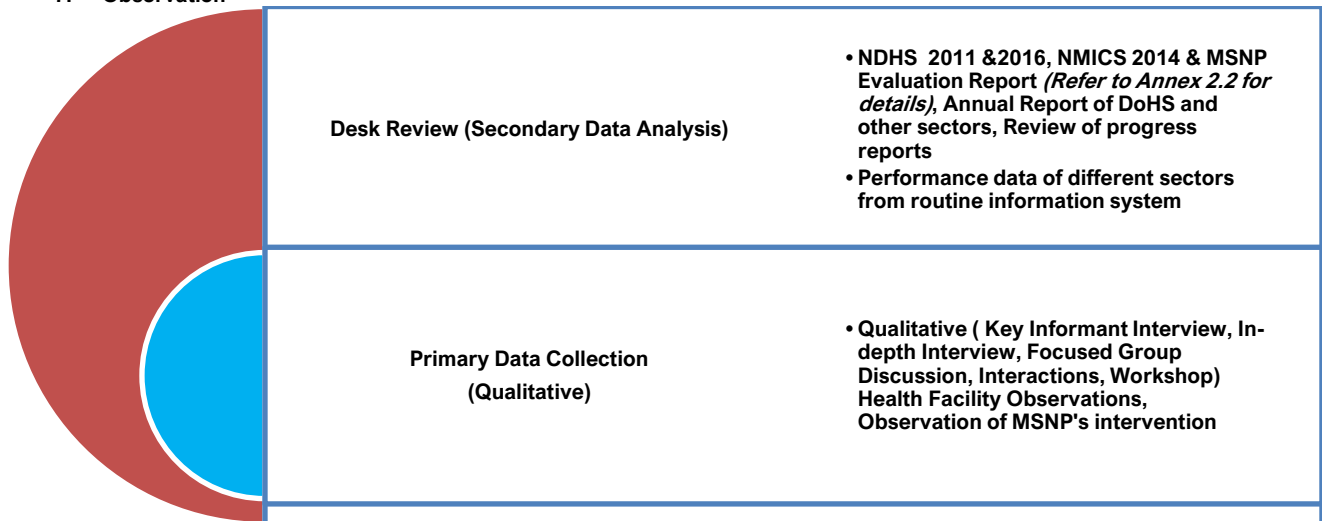 Desk Review (Secondary Data Analysis)
• NDHS 2011 &2016, NMICS 2014 & MSNP
Evaluation Report (Refer to Annex 2.2 for
details), Annual Report of DoHS and
other sectors, Review of progress
reports
• Performance data of different sectors
from routine information system
Primary Data Collection
(Qualitative)
• Qualitative ( Key Informant Interview, In-
depth Interview, Focused Group
Discussion, Interactions, Workshop)
Health Facility Observations,
Observation of MSNP's intervention